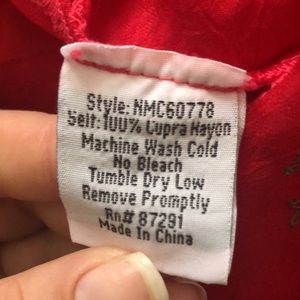 Style: NMC60778
Self: 100% Cupra Rayon
Machine Wash Cold
No Bleach
Tumble Dry Low
Remove Promptly
Rn# 87291
Made In China